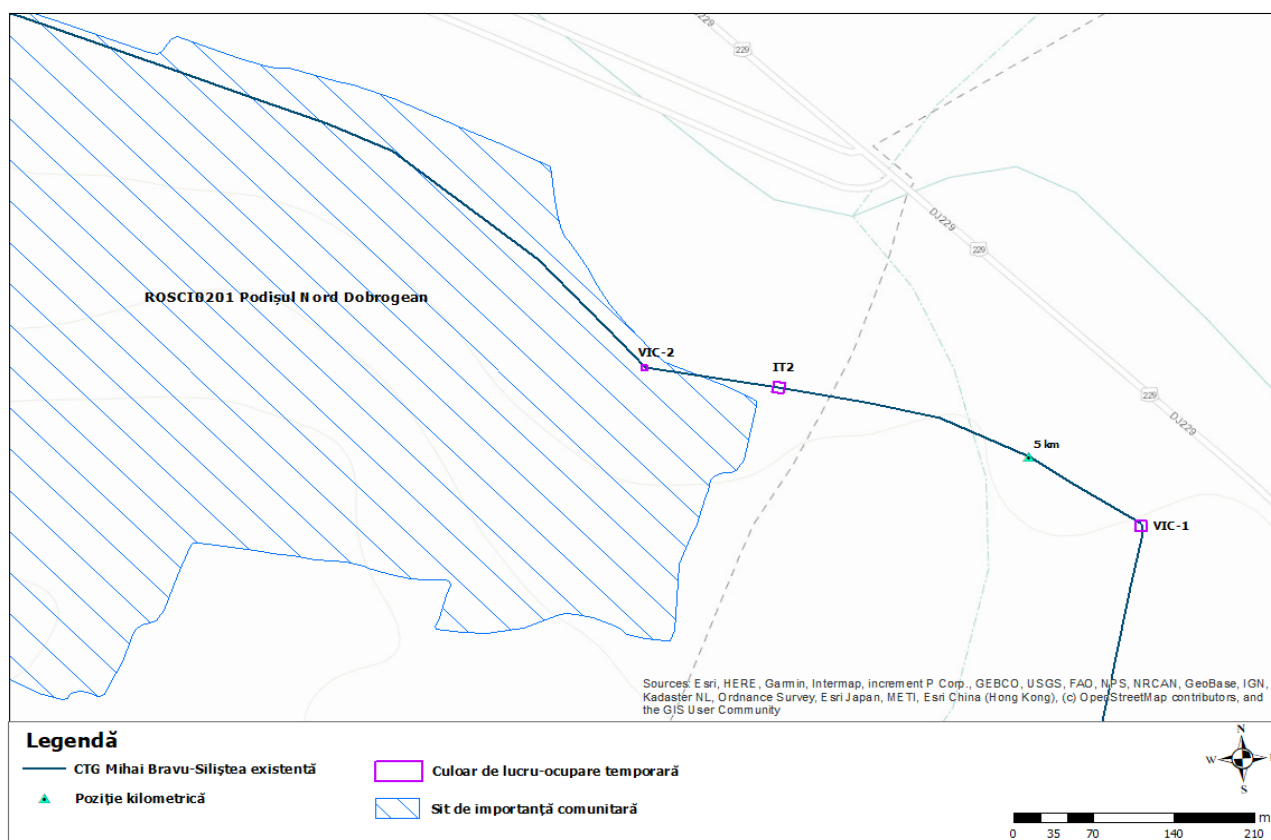 229
229
DJ229
229
ROSCI0201 Podișul Nord Dobrogean
VIC-2
IT2
229
DJ229
5 km
VIC-1
Sources: Esri, HERE, Garmin, Intermap, increment P Corp., GEBCO, USGS, FAO, NPS, NRCAN, GeoBase, IGN,
Kadaster NL, Ordnance Survey, Esri Japan, METI, Esri China (Hong Kong), (c) OpenStreetMap contributors, and
the GIS User Community
Legendă
CTG Mihai Bravu-Siliștea existentă
Poziție kilometrică
Culoar de lucru-ocupare temporară
Sit de importanță comunitară
N
W
S
m
0 35 70 140 210